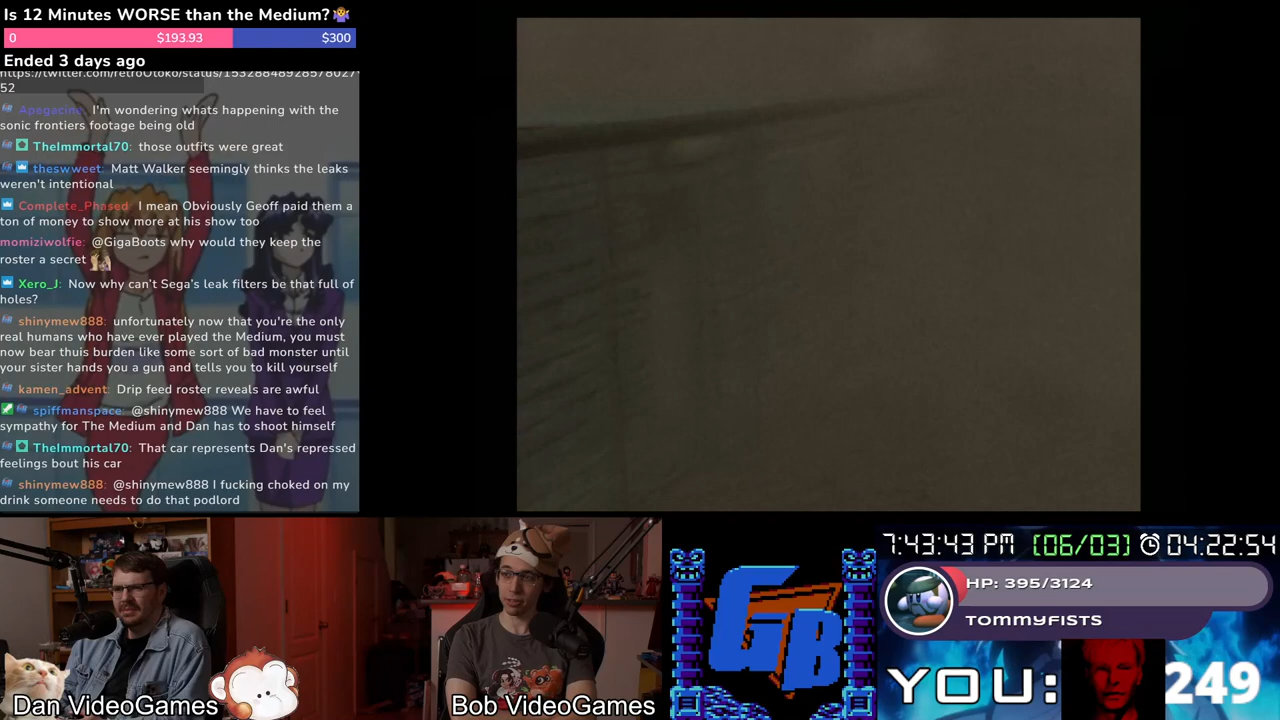 Is 12 Minutes WORSE than the Medium?🤷
0 $193.93 $300
Ended 3 days ago
52
I'm wondering whats happening with the
sonic frontiers footage being old
TheImmortal70: those outfits were great
theswweet: Matt Walker seemingly thinks the leaks
weren't intentional
Complete_Phased: I mean Obviously Geoff paid them a
ton of money to show more at his show too
momiziwolfie: @GigaBoots why would they keep the
roster a secret
Xero_J: Now why can't Sega's leak filters be that full of
holes?
shinymew888: unfortunately now that you're the only
real humans who have ever played the Medium, you must
now bear thuis burden like some sort of bad monster until
your sister hands you a gun and tells you to kill yourself
kamen_advent: Drip feed roster reveals are awful
spiffmanspace: @shinymew888 We have to feel
sympathy for The Medium and Dan has to shoot himself
TheImmortal70: That car represents Dan's repressed
feelings bout his car
shinymew888: @shinymew888 I fucking choked on my
drink someone needs to do that podlord
Dan VideoGames
Bob VideoGames
GB
7:43:43 PM [06/03] 04:22:54
HP: 395/3124
TOMMYFISTS
YOU: 249